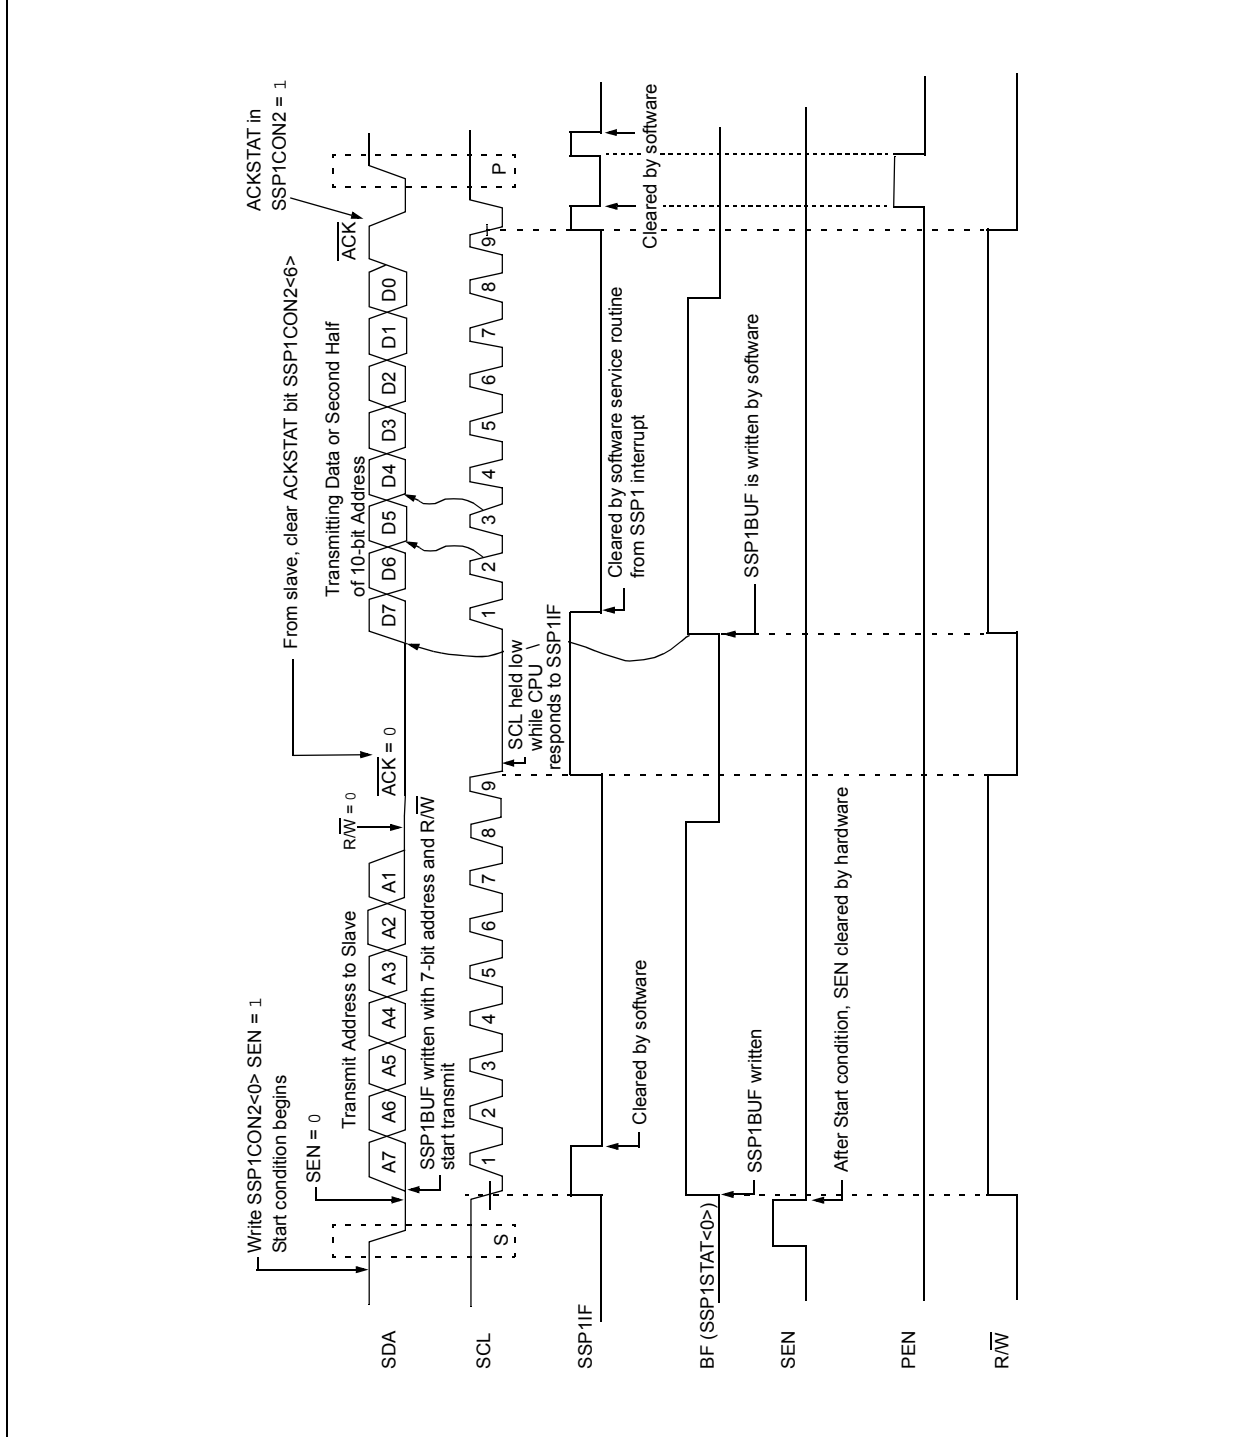 Write SSP1CON2<0> SEN = 1
Start condition begins
SEN = 0
Transmit Address to Slave
R/W = 0
From slave, clear ACKSTAT bit SSP1CON2<6>
ACK = 0
Transmitting Data or Second Half
of 10-bit Address
ACKSTAT in
SSP1CON2 = 1
ACK
SDA
A7 A6 A5 A4 A3 A2 A1
D7 D6 D5 D4 D3 D2 D1 D0
SSP1BUF written with 7-bit address and R/W
start transmit
SCL
S
1 2 3 4 5 6 7 8 9
1 2 3 4 5 6 7 8 9
P
SCL held low
while CPU
responds to SSP1IF
SSP1IF
Cleared by software
Cleared by software service routine
from SSP1 interrupt
Cleared by software
Cleared by software
BF (SSP1STAT<0>)
SSP1BUF written
SSP1BUF is written by software
SEN
After Start condition, SEN cleared by hardware
PEN
R/W